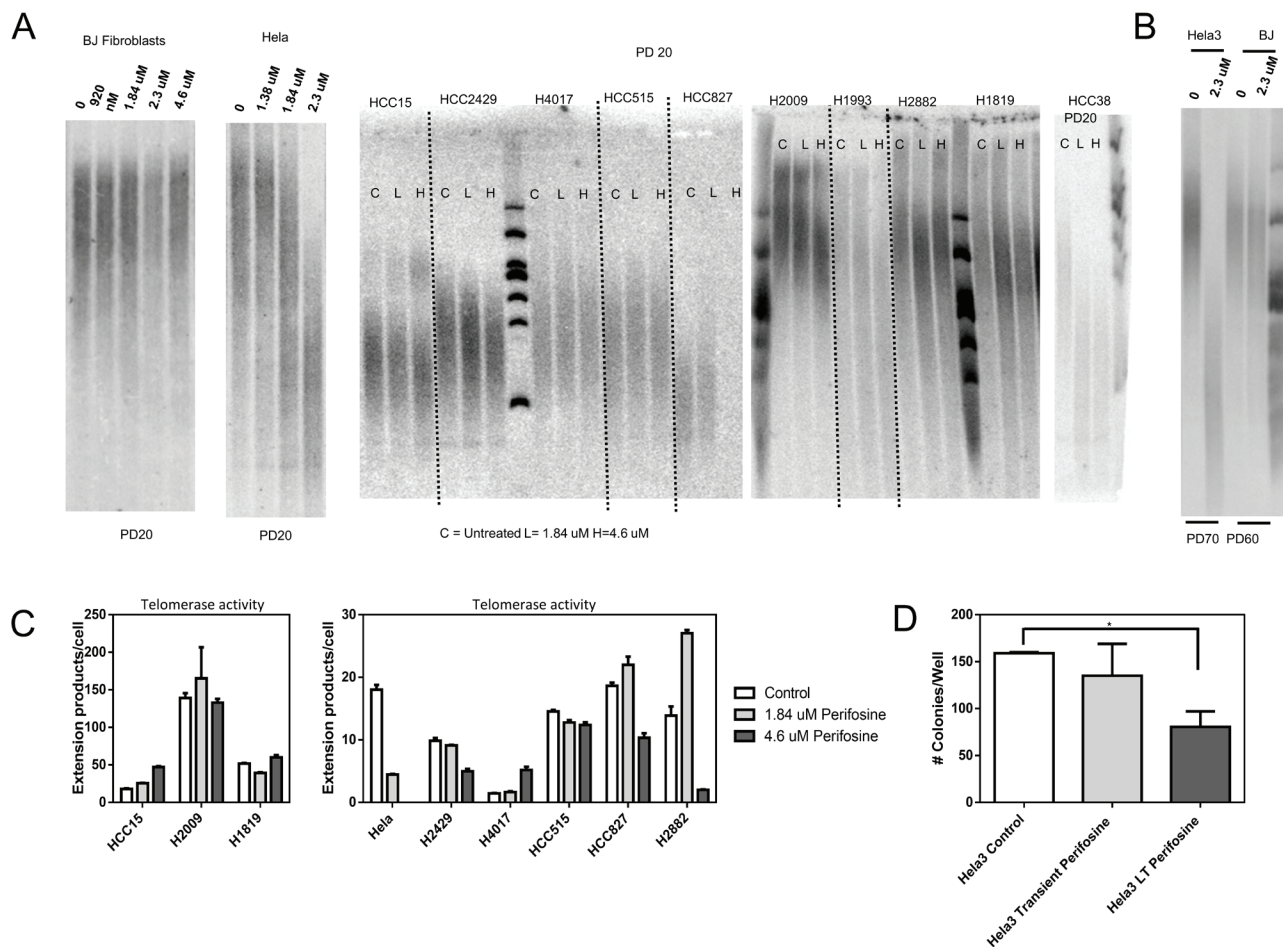 A
BJ Fibroblasts
0
920 nM
1.84 uM
2.3 uM
4.6 uM
PD20
Hela
0
1.38 uM
1.84 uM
2.3 uM
PD20
PD 20
HCC15 HCC2429 H4017 HCC515 HCC827
C L H C L H C L H C L H C L H
H2009 H1993 H2882 H1819
C L H C L H C L H C L H
HCC38
PD20
C L H
C = Untreated L= 1.84 uM H=4.6 uM
B
Hela3 BJ
0
2.3 uM
0
2.3 uM
PD70 PD60
C
Telomerase activity
Extension products/cell
250
200
150
100
50
0
HCC15
H2009
H1819
Telomerase activity
Extension products/cell
30
20
10
0
Hela
H2429
H4017
HCC515
HCC827
H2882
Control
1.84 uM Perifosine
4.6 uM Perifosine
D
# Colonies/Well
200
150
100
50
0
*
Hela3 Control
Hela3 Transient Perifosine
Hela3 LT Perifosine